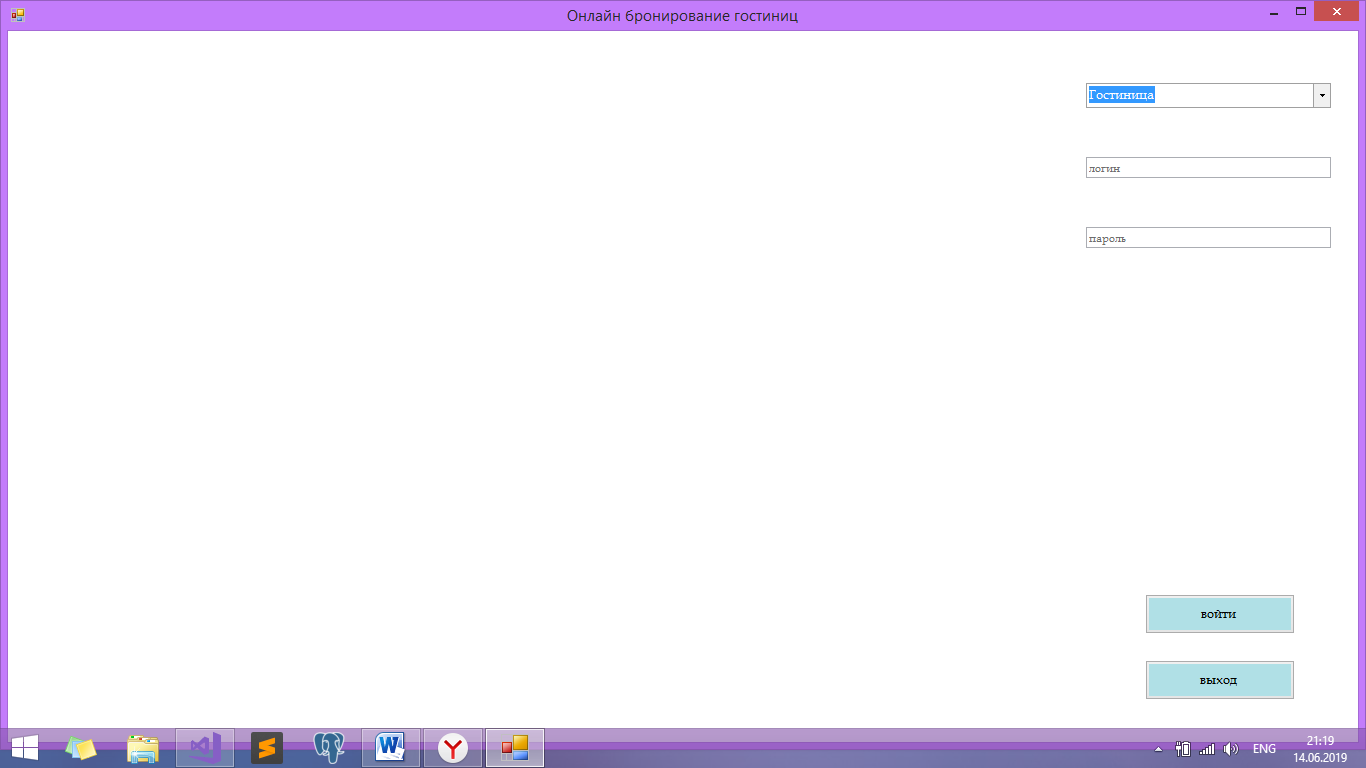 Онлайн бронирование гостиниц
Гостиница
логин
пароль
войти
выход
ENG
21:19
14.06.2019